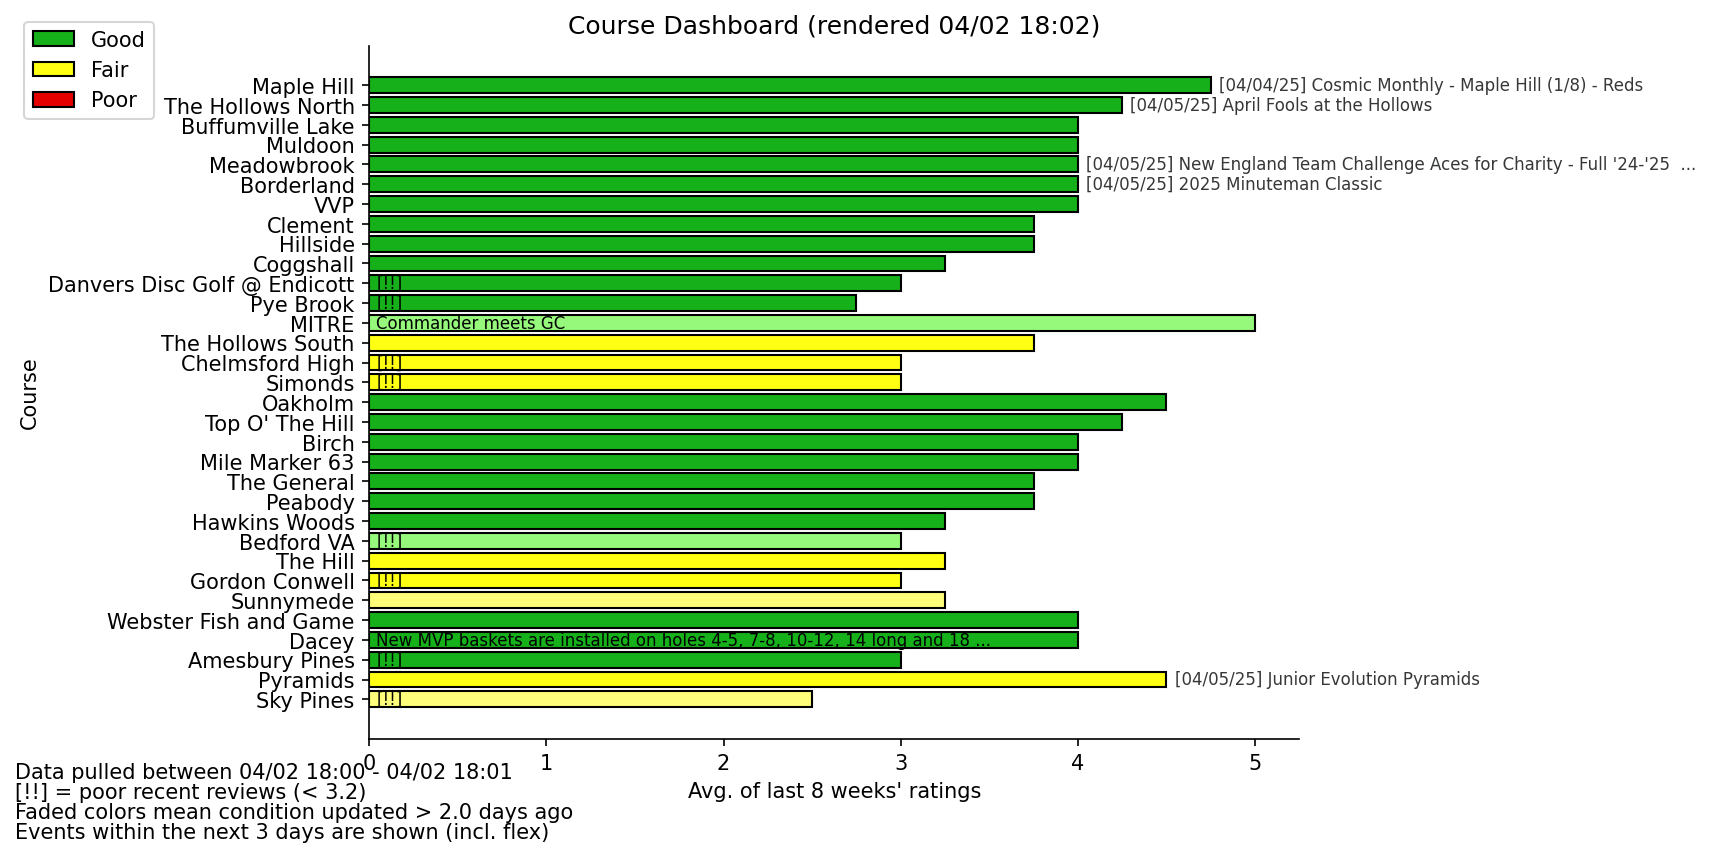 Course Dashboard (rendered 04/02 18:02)
Good
Fair
Poor
Maple Hill [04/04/25] Cosmic Monthly - Maple Hill (1/8) - Reds
The Hollows North [04/05/25] April Fools at the Hollows
Buffumville Lake
Muldoon
Meadowbrook [04/05/25] New England Team Challenge Aces for Charity - Full '24-'25 ...
Borderland [04/05/25] 2025 Minuteman Classic
VVP
Clement
Hillside
Coggshall
Danvers Disc Golf @ Endicott [!!]
Pye Brook [!!]
MITRE Commander meets GC
The Hollows South
Chelmsford High [!!]
Simonds [!!]
Oakholm
Top O' The Hill
Birch
Mile Marker 63
The General
Peabody
Hawkins Woods
Bedford VA [!!]
The Hill
Gordon Conwell [!!]
Sunnymede
Webster Fish and Game
Dacey New MVP baskets are installed on holes 4-5, 7-8, 10-12, 14 long and 18 ...
Amesbury Pines [!!]
Pyramids [04/05/25] Junior Evolution Pyramids
Sky Pines [!!]
Course
0 1 2 3 4 5
Avg. of last 8 weeks' ratings
Data pulled between 04/02 18:00 - 04/02 18:01
[!!] = poor recent reviews (< 3.2)
Faded colors mean condition updated > 2.0 days ago
Events within the next 3 days are shown (incl. flex)